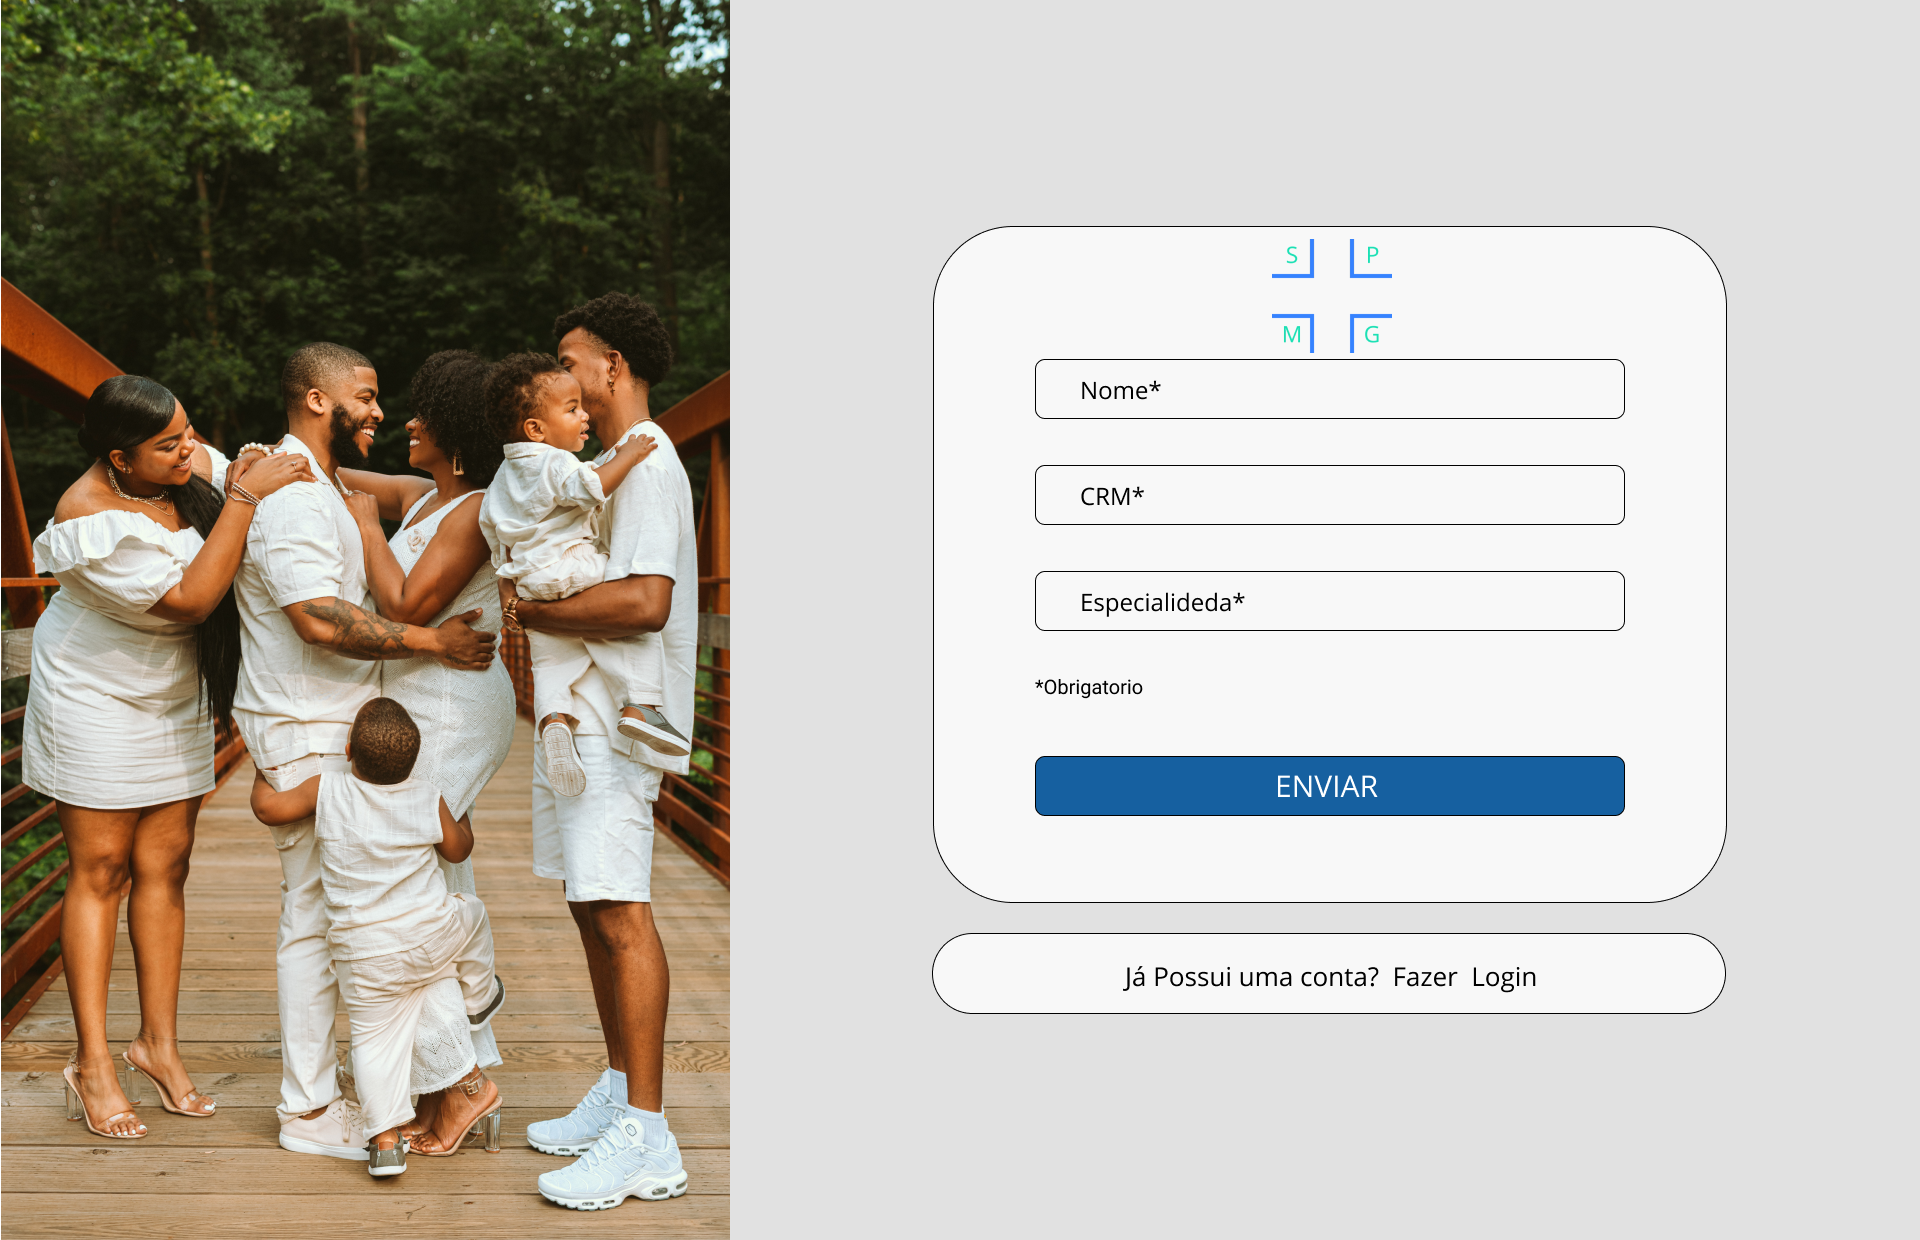 S P
M G
Nome*
CRM*
Especialideda*
*Obrigatorio
ENVIAR
Já Possui uma conta? Fazer Login